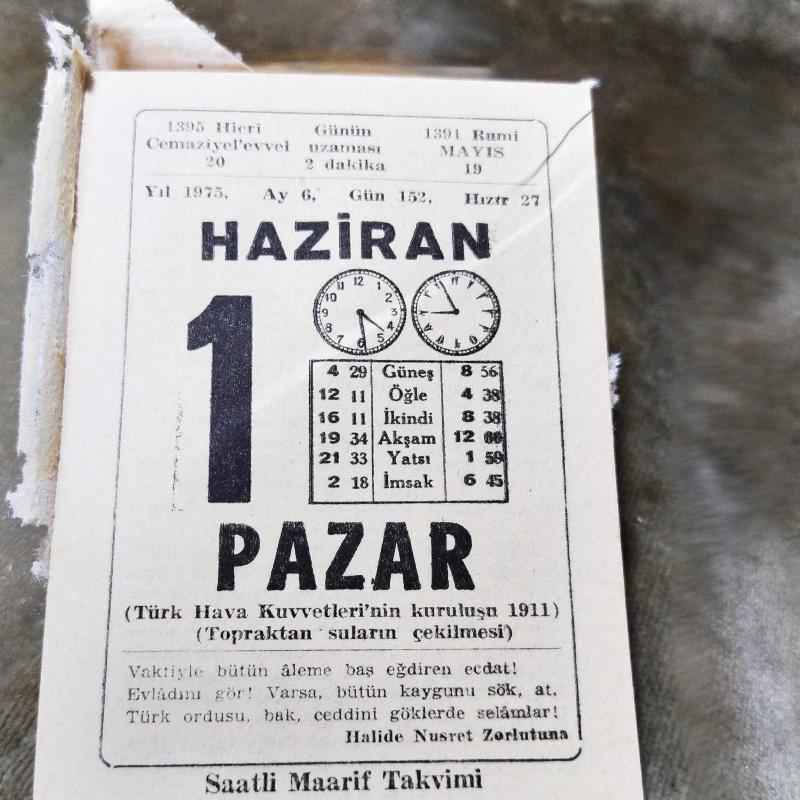 1395 Hicrî Günün 1391 Rumî
Cemaziyel'evvel uzaması MAYIS
20 2 dakika 19
Yıl 1975, Ay 6, Gün 152, Hızır 27
HAZİRAN
1
4 29 Güneş 8 56
12 11 Öğle 4 38
16 11 İkindi 8 38
19 34 Akşam 12 00
21 33 Yatsı 1 59
2 18 İmsak 6 45
PAZAR
(Türk Hava Kuvvetleri'nin kuruluşu 1911)
(Topraktan suların çekilmesi)
Vaktiyle bütün âleme baş eğdiren ecdat!
Evlâdını gör! Varsa, bütün kaygunu sök, at.
Türk ordusu, bak, ceddini göklerde selâmlar!
Halide Nusret Zorlutuna
Saatli Maarif Takvimi